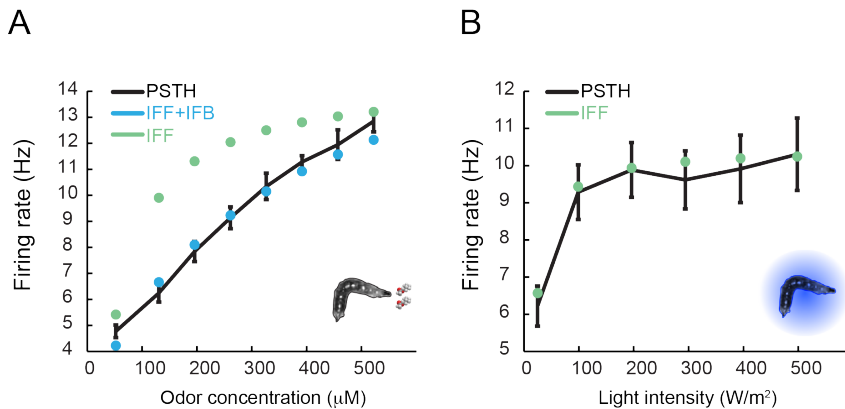 A
B
14
13
12
11
10
9
8
7
6
5
4
Firing rate (Hz)
PSTH
IFF+IFB
IFF
0 100 200 300 400 500
Odor concentration (μM)
12
11
10
9
8
7
6
5
Firing rate (Hz)
PSTH
IFF
0 100 200 300 400 500
Light intensity (W/m²)